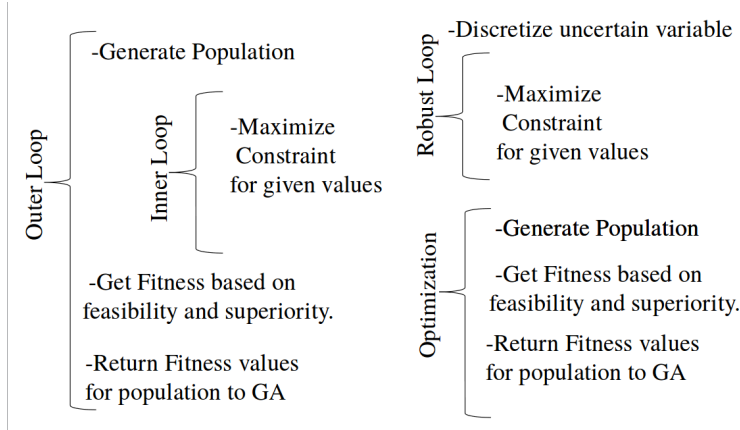 Outer Loop
-Generate Population
Inner Loop
-Maximize
Constraint
for given values
-Get Fitness based on
feasibility and superiority.
-Return Fitness values
for population to GA
-Discretize uncertain variable
Robust Loop
-Maximize
Constraint
for given values
Optimization
-Generate Population
-Get Fitness based on
feasibility and superiority.
-Return Fitness values
for population to GA